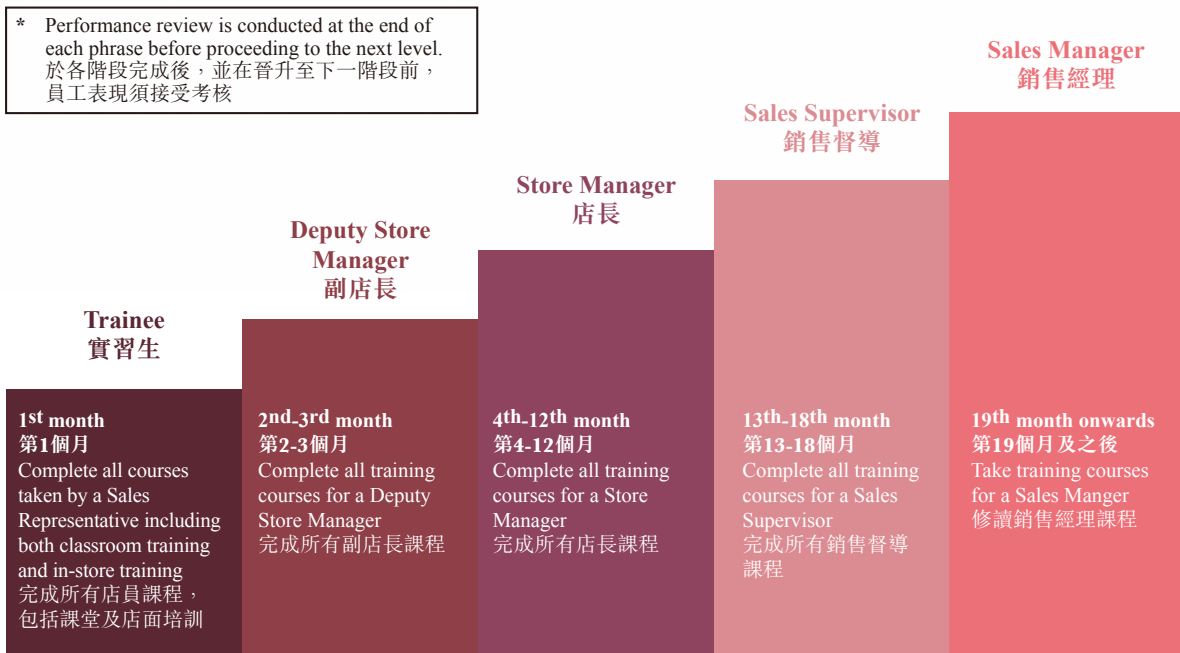 * Performance review is conducted at the end of
each phrase before proceeding to the next level.
於各階段完成後，並在晉升至下一階段前，
員工表現須接受考核
Trainee
實習生
1st month
第1個月
Complete all courses
taken by a Sales
Representative including
both classroom training
and in-store training
完成所有店員課程，
包括課堂及店面培訓
Deputy Store
Manager
副店長
2nd-3rd month
第2-3個月
Complete all training
courses for a Deputy
Store Manager
完成所有副店長課程
Store Manager
店長
4th-12th month
第4-12個月
Complete all training
courses for a Store
Manager
完成所有店長課程
Sales Supervisor
銷售督導
13th-18th month
第13-18個月
Complete all training
courses for a Sales
Supervisor
完成所有銷售督導
課程
Sales Manager
銷售經理
19th month onwards
第19個月及之後
Take training courses
for a Sales Manger
修讀銷售經理課程